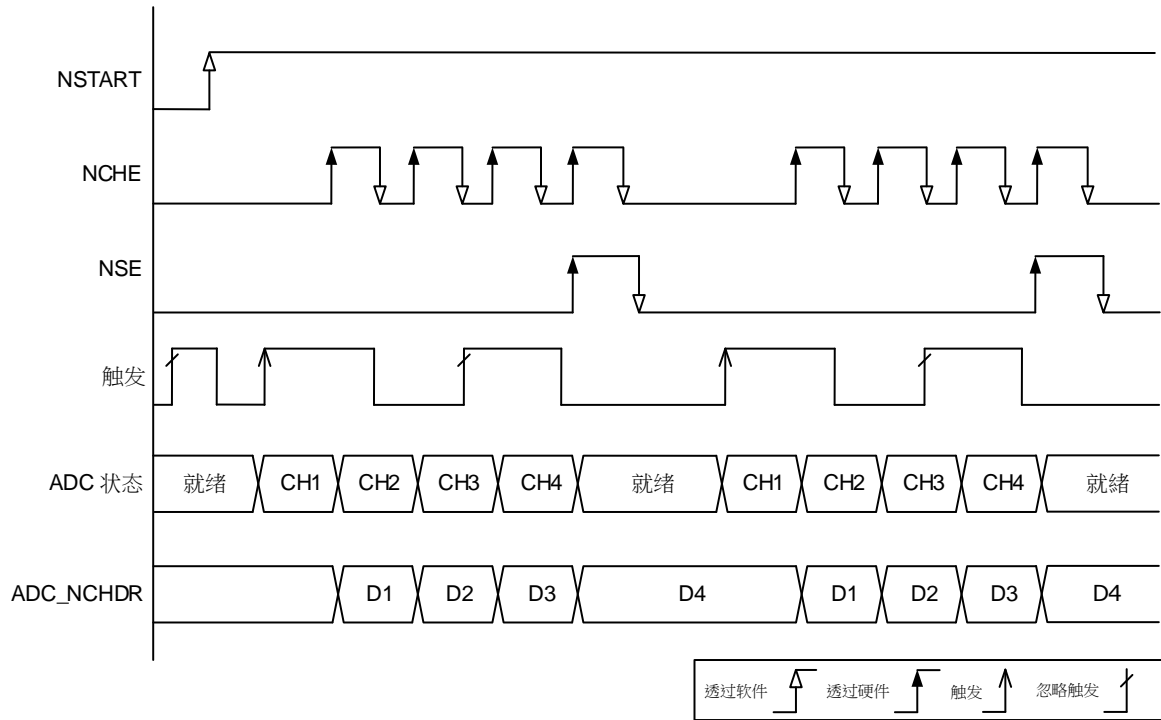 NSTART
NCHE
NSE
触发
ADC 状态 就绪 CH1 CH2 CH3 CH4 就绪 CH1 CH2 CH3 CH4 就緒
ADC_NCHDR D1 D2 D3 D4 D1 D2 D3 D4
透过软件 透过硬件 触发 忽略触发